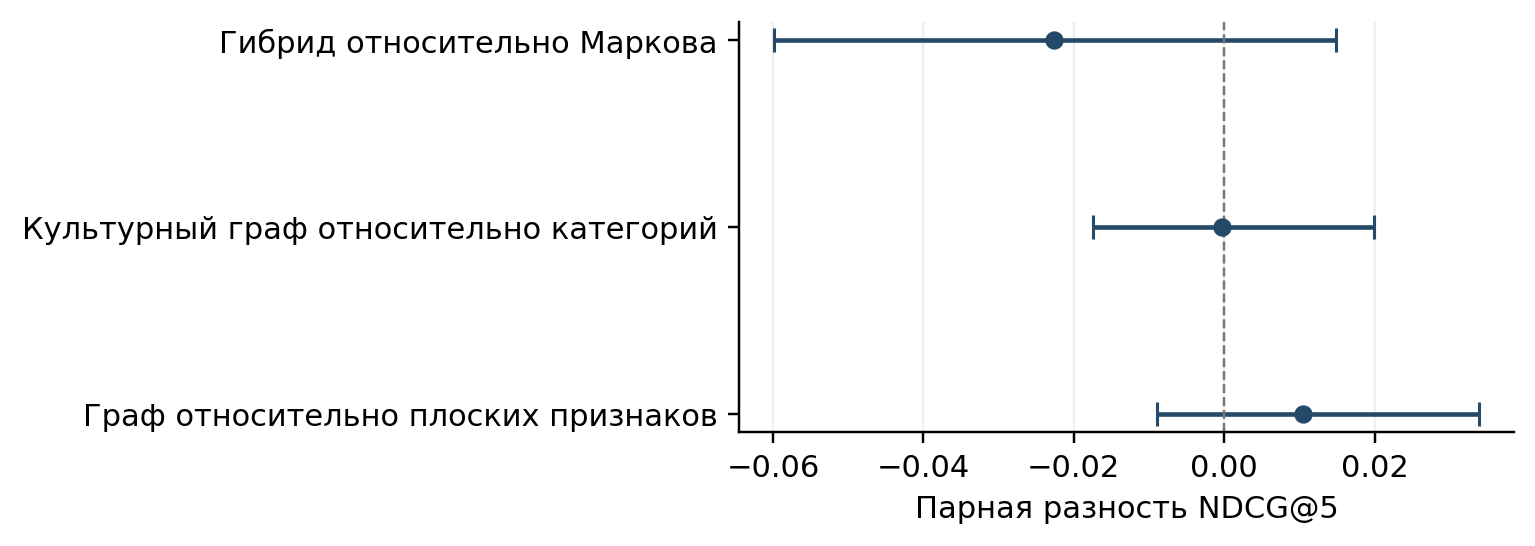 Гибрид относительно Маркова
Культурный граф относительно категорий
Граф относительно плоских признаков
−0.06 −0.04 −0.02 0.00 0.02
Парная разность NDCG@5